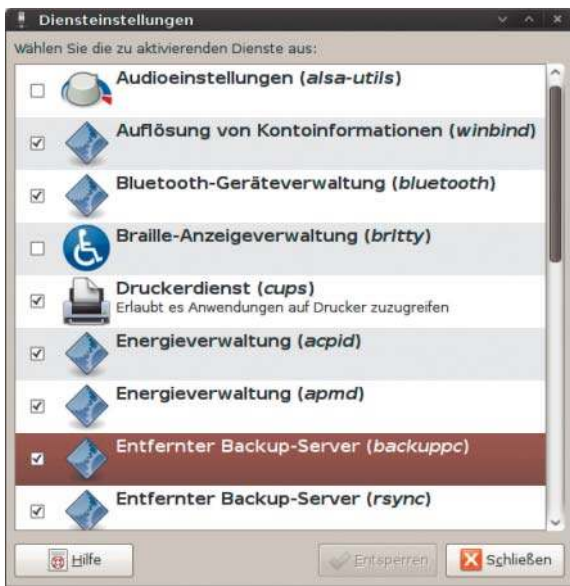 Diensteinstellungen
Wählen Sie die zu aktivierenden Dienste aus:
Audioeinstellungen (alsa-utils)
Auflösung von Kontoinformationen (winbind)
Bluetooth-Geräteverwaltung (bluetooth)
Braille-Anzeigeverwaltung (brltty)
Druckerdienst (cups)
Erlaubt es Anwendungen auf Drucker zuzugreifen
Energieverwaltung (acpid)
Energieverwaltung (apmd)
Entfernter Backup-Server (backuppc)
Entfernter Backup-Server (rsync)
Hilfe Entsperren Schließen